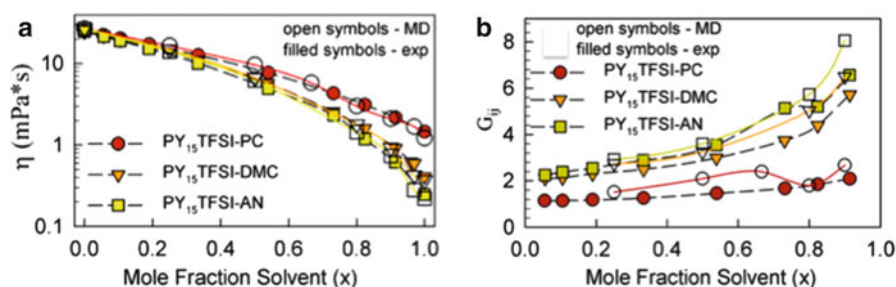 a
η (mPa*s)
10
1
0.1
open symbols - MD
filled symbols - exp
PY₁₅TFSI-PC
PY₁₅TFSI-DMC
PY₁₅TFSI-AN
0.0 0.2 0.4 0.6 0.8 1.0
Mole Fraction Solvent (x)
b
Gᵢⱼ
8
6
4
2
0
open symbols - MD
filled symbols - exp
PY₁₅TFSI-PC
PY₁₅TFSI-DMC
PY₁₅TFSI-AN
0.0 0.2 0.4 0.6 0.8 1.0
Mole Fraction Solvent (x)